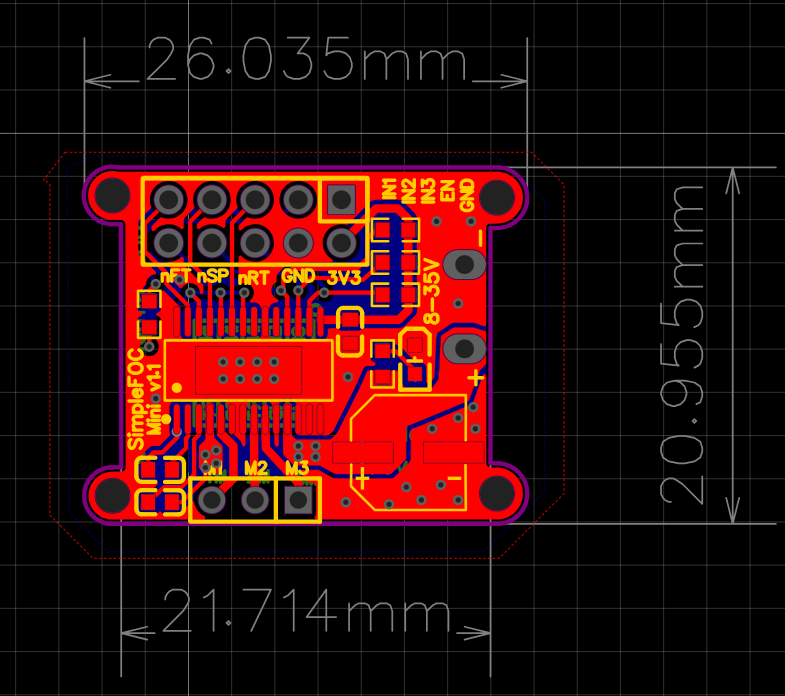 26.035mm
IN1
IN2
IN3
EN
GND
-
nFT nSP nRT GND 3V3
8-35V
+
+
SimpleFOC
Mini v1.1
20.955mm
M2 M3
+ -
21.714mm